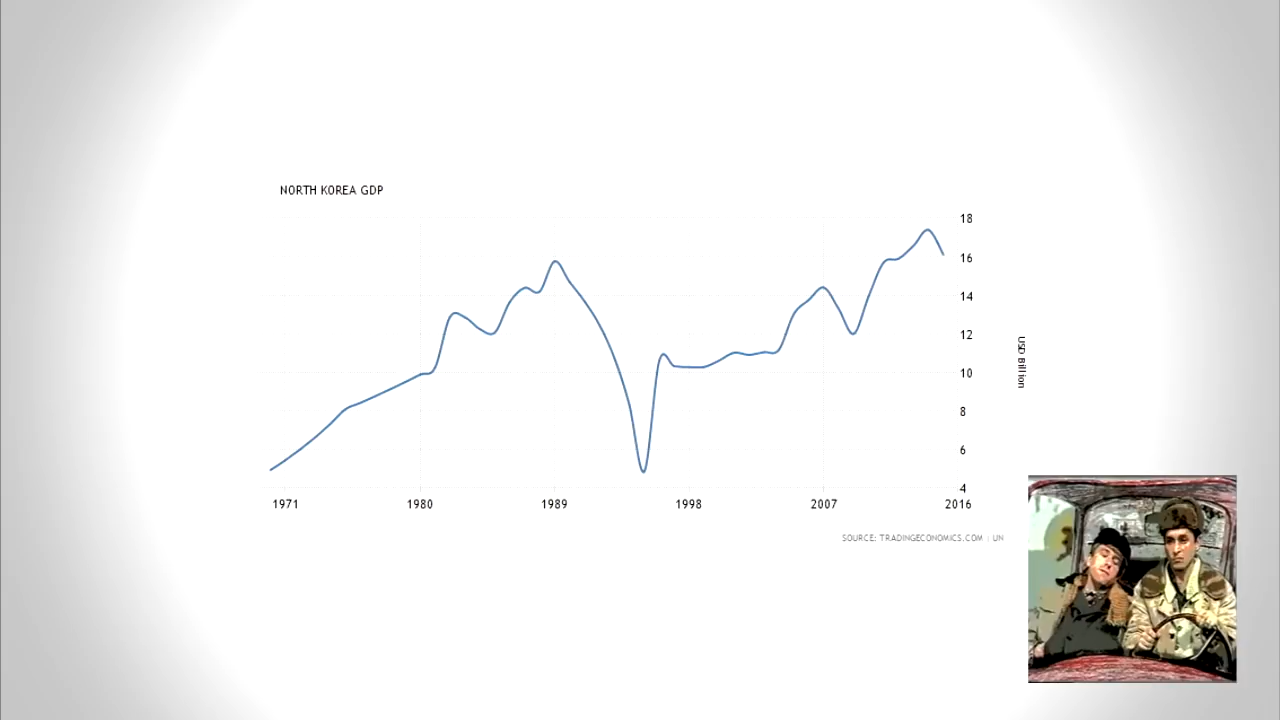 NORTH KOREA GDP
18
16
14
12
10
8
6
4
USD Billion
1971 1980 1989 1998 2007 2016
SOURCE: TRADINGECONOMICS.COM | UN